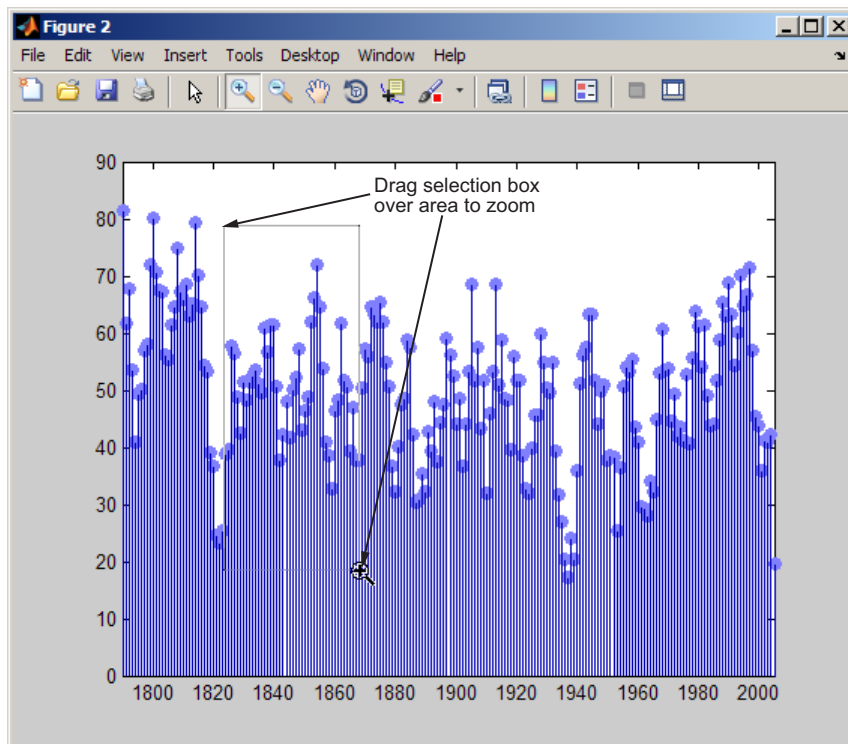 Figure 2
File Edit View Insert Tools Desktop Window Help
90
Drag selection box
over area to zoom
80
70
60
50
40
30
20
10
0
1800 1820 1840 1860 1880 1900 1920 1940 1960 1980 2000